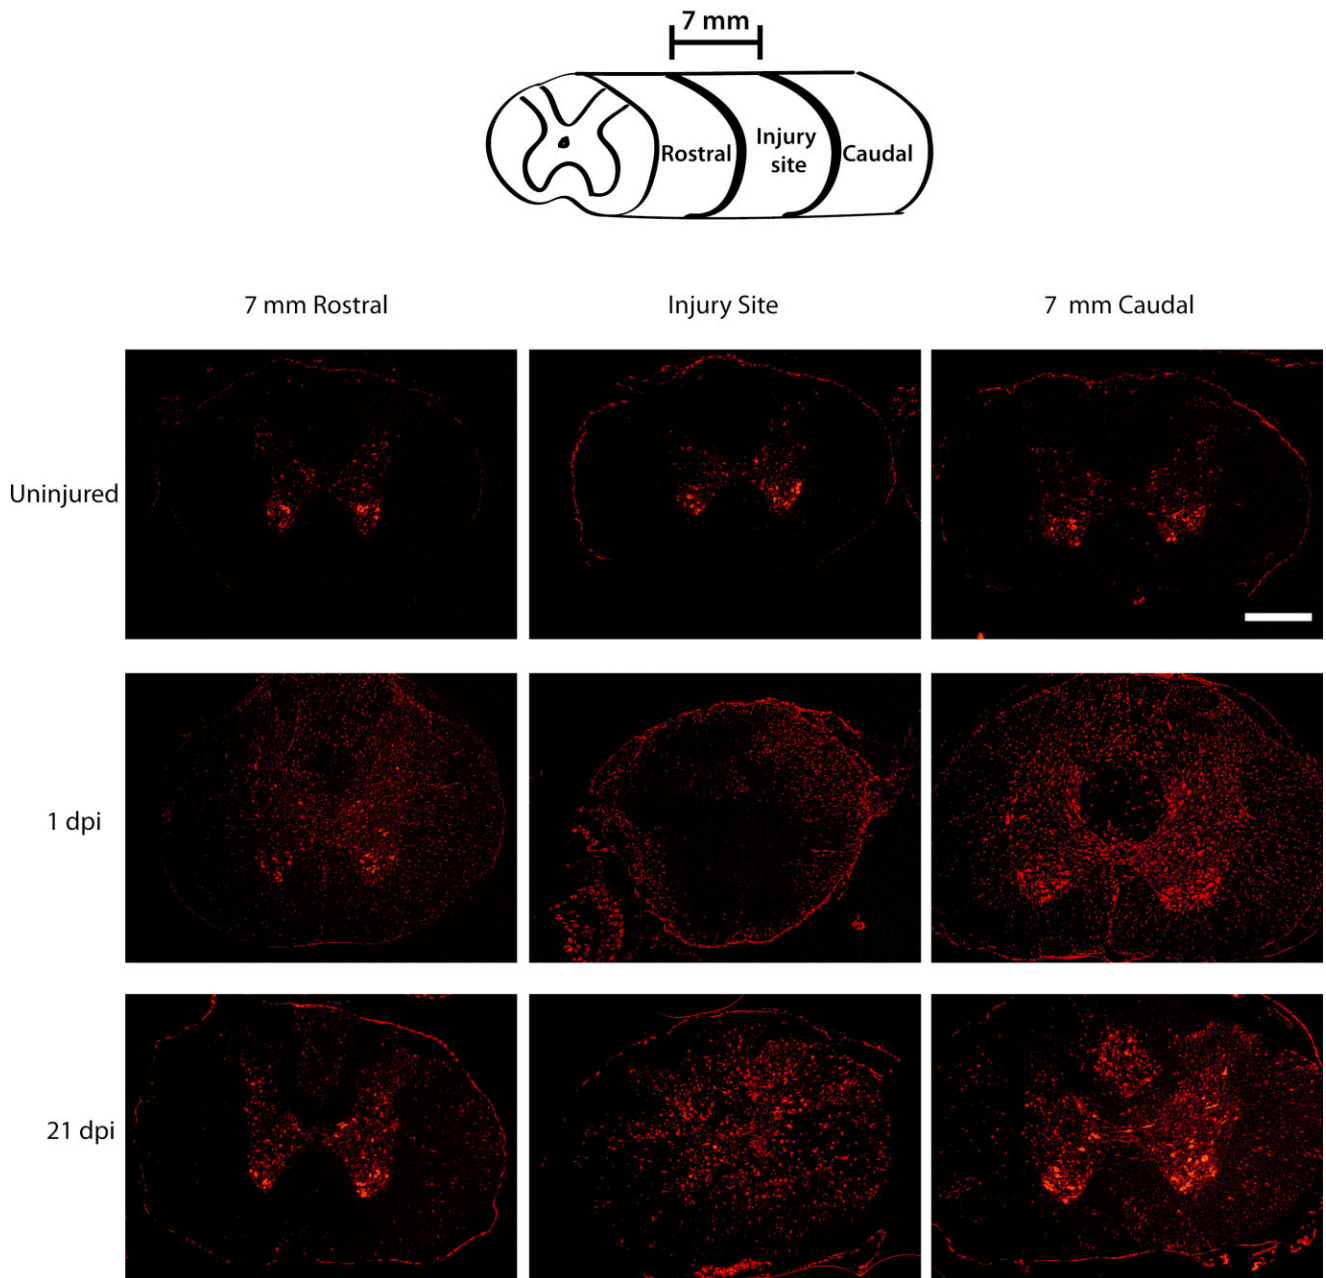 7 mm
Rostral
Injury
site
Caudal
7 mm Rostral
Injury Site
7 mm Caudal
Uninjured
1 dpi
21 dpi